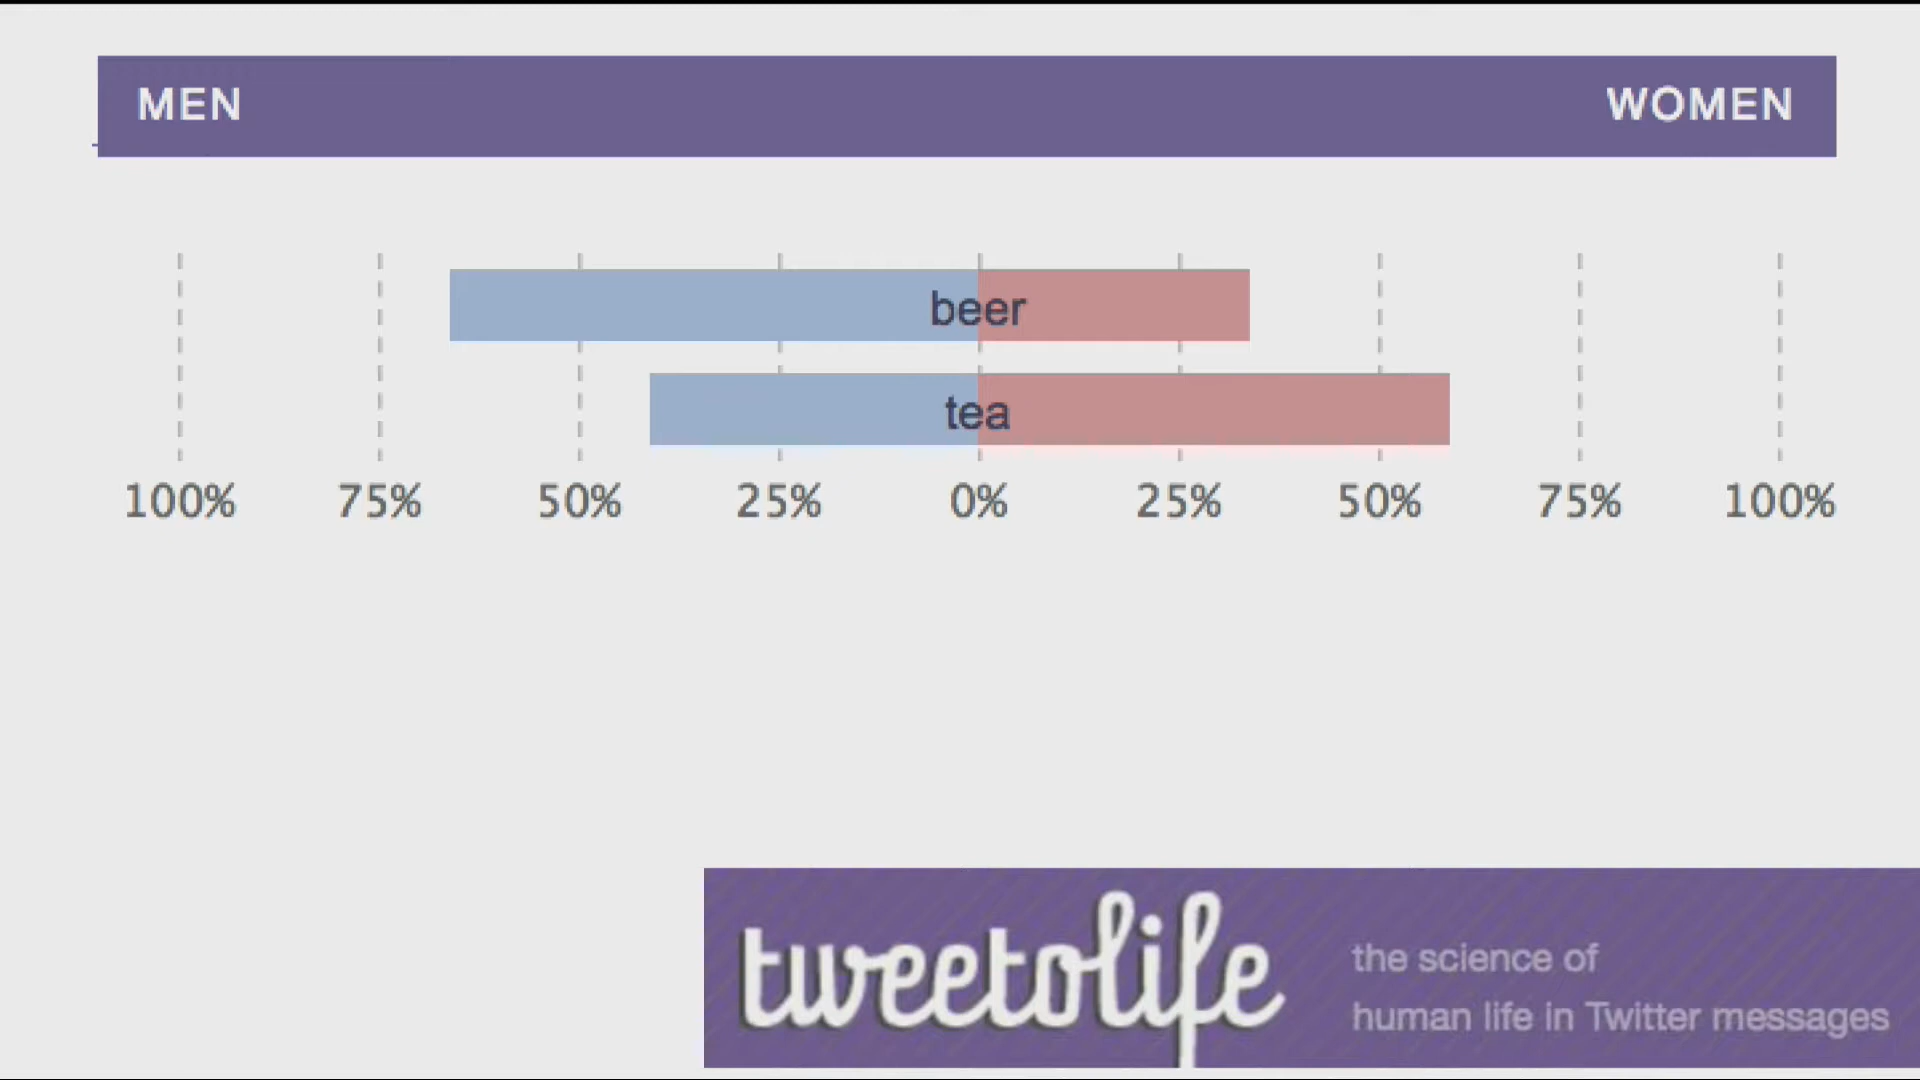 MEN WOMEN
beer
tea
100% 75% 50% 25% 0% 25% 50% 75% 100%
tweetolife
the science of
human life in Twitter messages